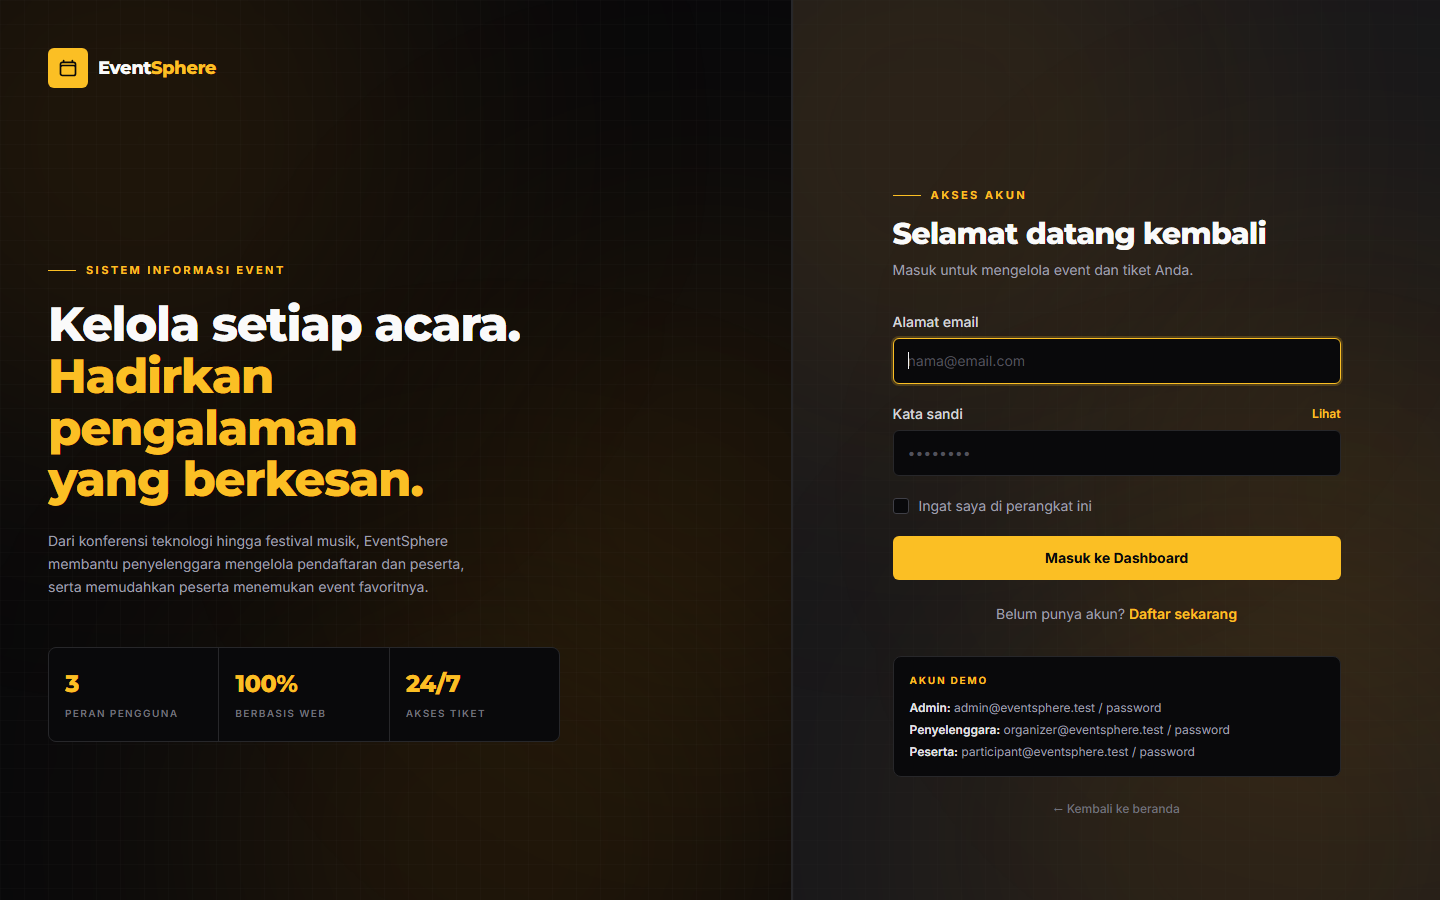 EventSphere
SISTEM INFORMASI EVENT
Kelola setiap acara.
Hadirkan
pengalaman
yang berkesan.
Dari konferensi teknologi hingga festival musik, EventSphere
membantu penyelenggara mengelola pendaftaran dan peserta,
serta memudahkan peserta menemukan event favoritnya.
3
PERAN PENGGUNA
100%
BERBASIS WEB
24/7
AKSES TIKET
AKSES AKUN
Selamat datang kembali
Masuk untuk mengelola event dan tiket Anda.
Alamat email
nama@email.com
Kata sandi
Lihat
••••••••
Ingat saya di perangkat ini
Masuk ke Dashboard
Belum punya akun? Daftar sekarang
AKUN DEMO
Admin: admin@eventsphere.test / password
Penyelenggara: organizer@eventsphere.test / password
Peserta: participant@eventsphere.test / password
← Kembali ke beranda